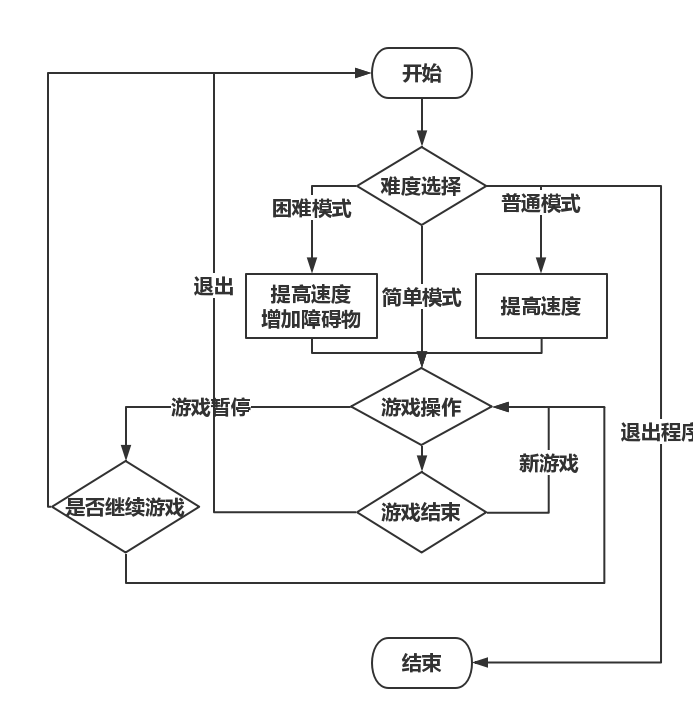 开始
难度选择
困难模式
普通模式
退出
提高速度
增加障碍物
简单模式
提高速度
游戏暂停
游戏操作
退出程序
新游戏
是否继续游戏
游戏结束
结束